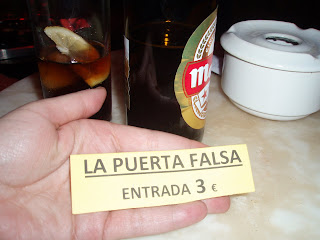 LA PUERTA FALSA
ENTRADA 3 €